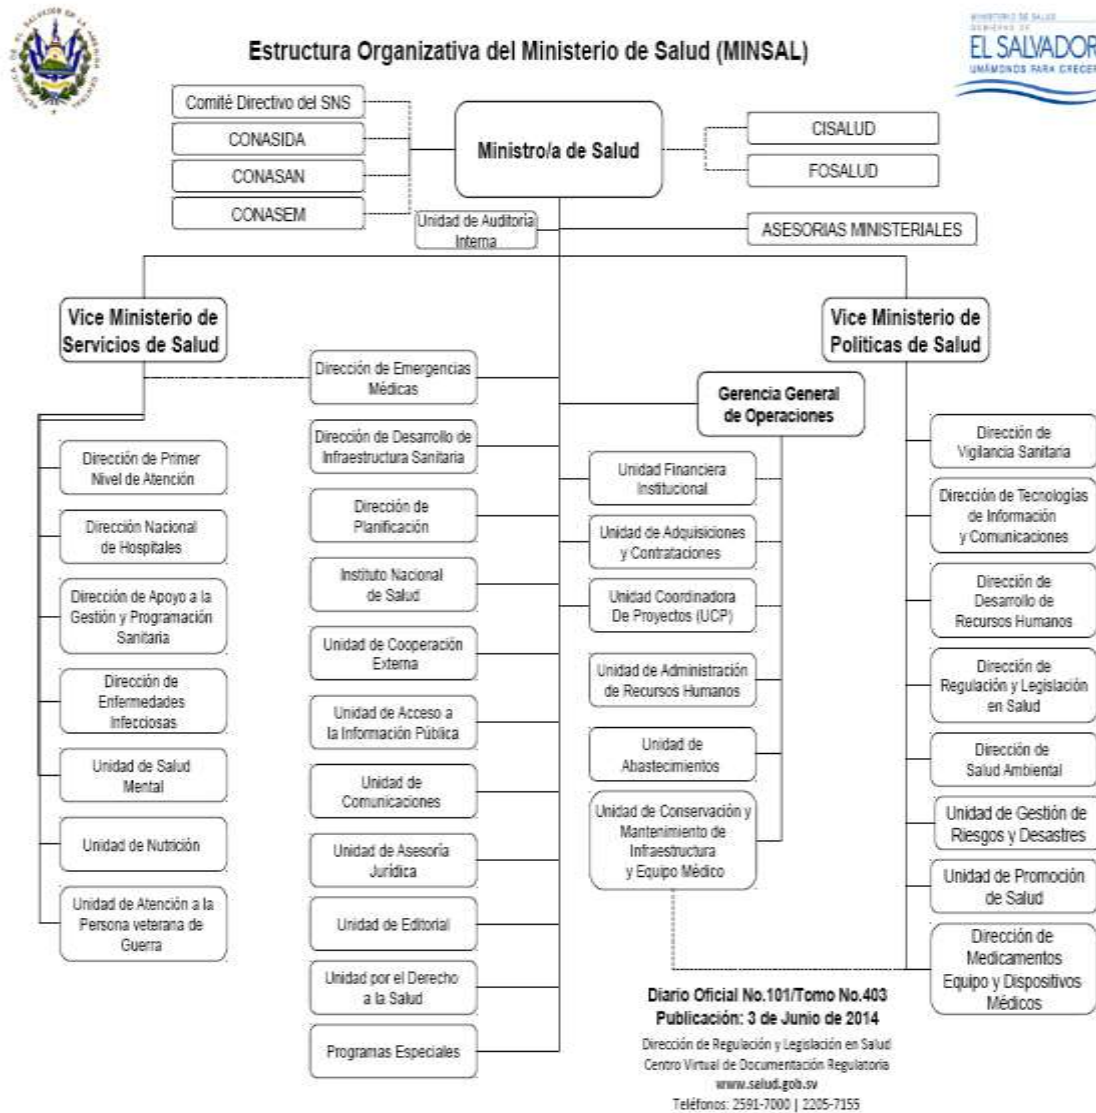 Estructura Organizativa del Ministerio de Salud (MINSAL)
MINISTERIO DE SALUD
GOBIERNO DE
EL SALVADOR
UNÁMONOS PARA CRECER
Comité Directivo del SNS
CONASIDA
CONASAN
CONASEM
Ministro/a de Salud
CISALUD
FOSALUD
Unidad de Auditoría
Interna
ASESORIAS MINISTERIALES
Vice Ministerio de
Servicios de Salud
Vice Ministerio de
Políticas de Salud
Dirección de Primer
Nivel de Atención
Dirección Nacional
de Hospitales
Dirección de Apoyo a la
Gestión y Programación
Sanitaria
Dirección de
Enfermedades
Infecciosas
Unidad de Salud
Mental
Unidad de Nutrición
Unidad de Atención a la
Persona veterana de
Guerra
Dirección de Emergencias
Médicas
Dirección de Desarrollo de
Infraestructura Sanitaria
Dirección de
Planificación
Instituto Nacional
de Salud
Unidad de Cooperación
Externa
Unidad de Acceso a
la Información Pública
Unidad de
Comunicaciones
Unidad de Asesoría
Jurídica
Unidad de Editorial
Unidad por el Derecho
a la Salud
Programas Especiales
Gerencia General
de Operaciones
Unidad Financiera
Institucional
Unidad de Adquisiciones
y Contrataciones
Unidad Coordinadora
De Proyectos (UCP)
Unidad de Administración
de Recursos Humanos
Unidad de
Abastecimientos
Unidad de Conservación y
Mantenimiento de
Infraestructura
y Equipo Médico
Dirección de
Vigilancia Sanitaria
Dirección de Tecnologías
de Información
y Comunicaciones
Dirección de
Desarrollo de
Recursos Humanos
Dirección de
Regulación y Legislación
en Salud
Dirección de
Salud Ambiental
Unidad de Gestión de
Riesgos y Desastres
Unidad de Promoción
de Salud
Dirección de
Medicamentos
Equipo y Dispositivos
Médicos
Diario Oficial No.101/Tomo No.403
Publicación: 3 de Junio de 2014
Dirección de Regulación y Legislación en Salud
Centro Virtual de Documentación Regulatoria
www.salud.gob.sv
Teléfonos: 2591-7000 | 2205-7155